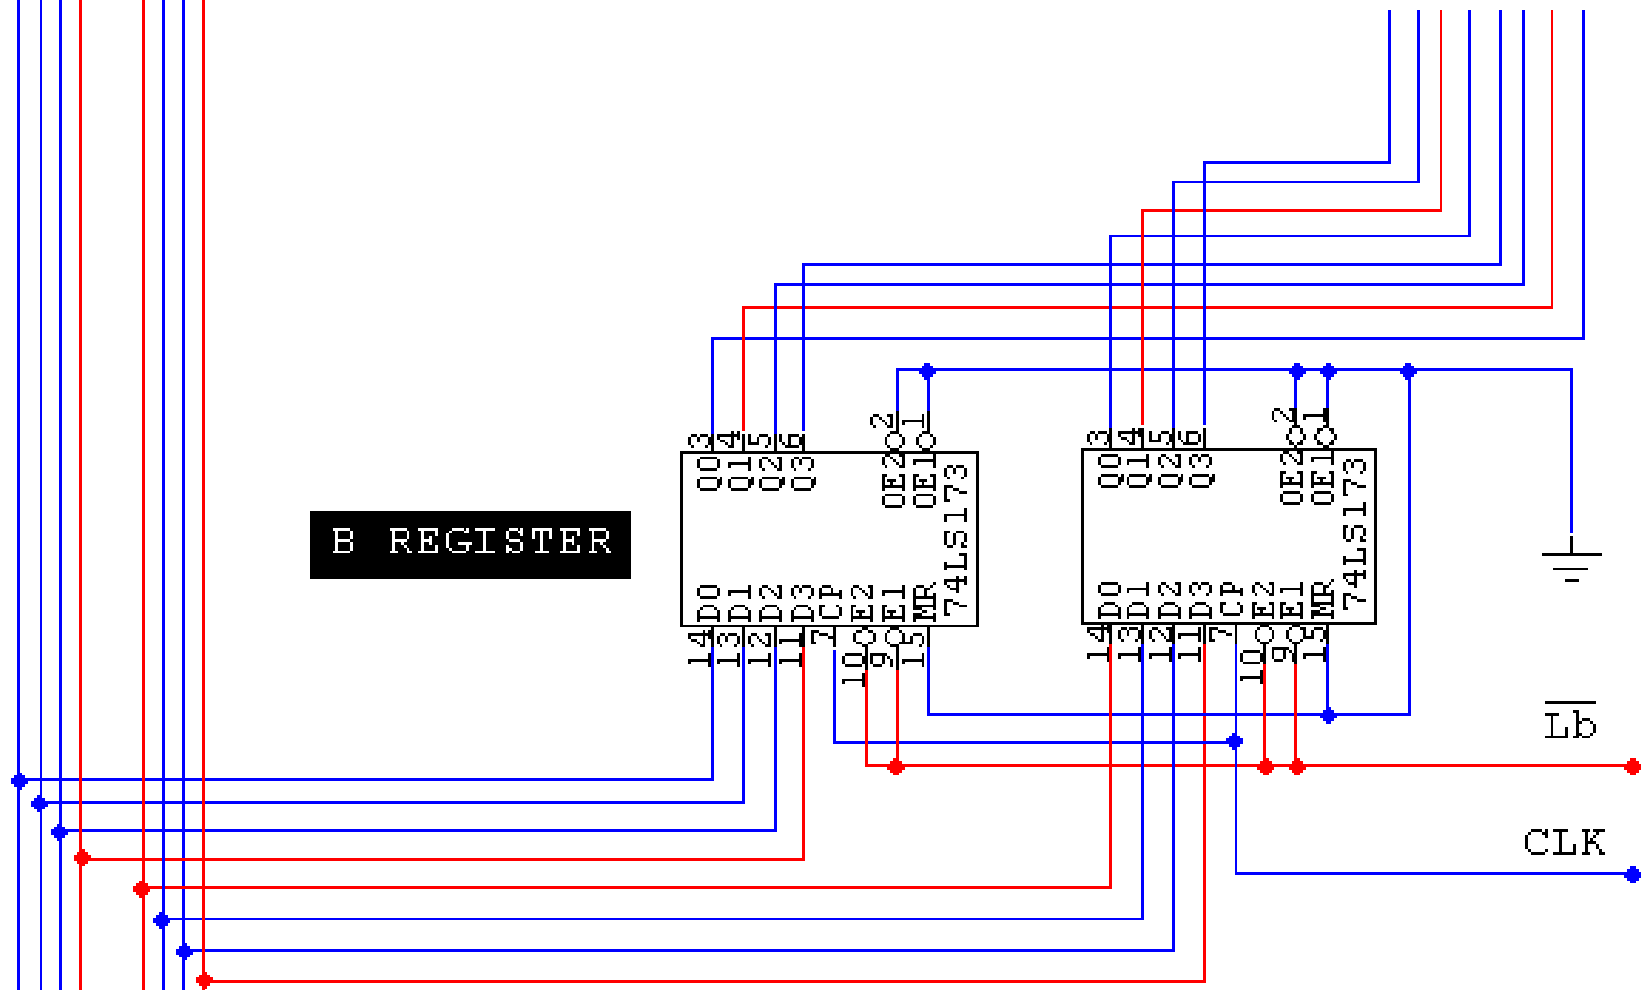 3 4 5 6 2 1
Q0 Q1 Q2 Q3 OE2 OE1
74LS173
D0 D1 D2 D3 CP E2 E1 MR
14 13 12 11 7 10 9 15
3 4 5 6 2 1
Q0 Q1 Q2 Q3 OE2 OE1
74LS173
D0 D1 D2 D3 CP E2 E1 MR
14 13 12 11 7 10 9 15
B REGISTER
Lb
CLK